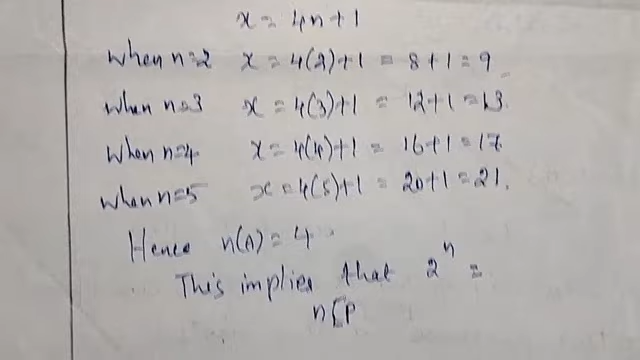 x = 4n+1
when n=2 x = 4(2)+1 = 8+1 = 9
when n=3 x = 4(3)+1 = 12+1 = 13.
when n=4 x = 4(4)+1 = 16+1 = 17
when n=5 x = 4(5)+1 = 20+1 = 21.
Hence n(A) = 4
This implies that 2^n =
n[P